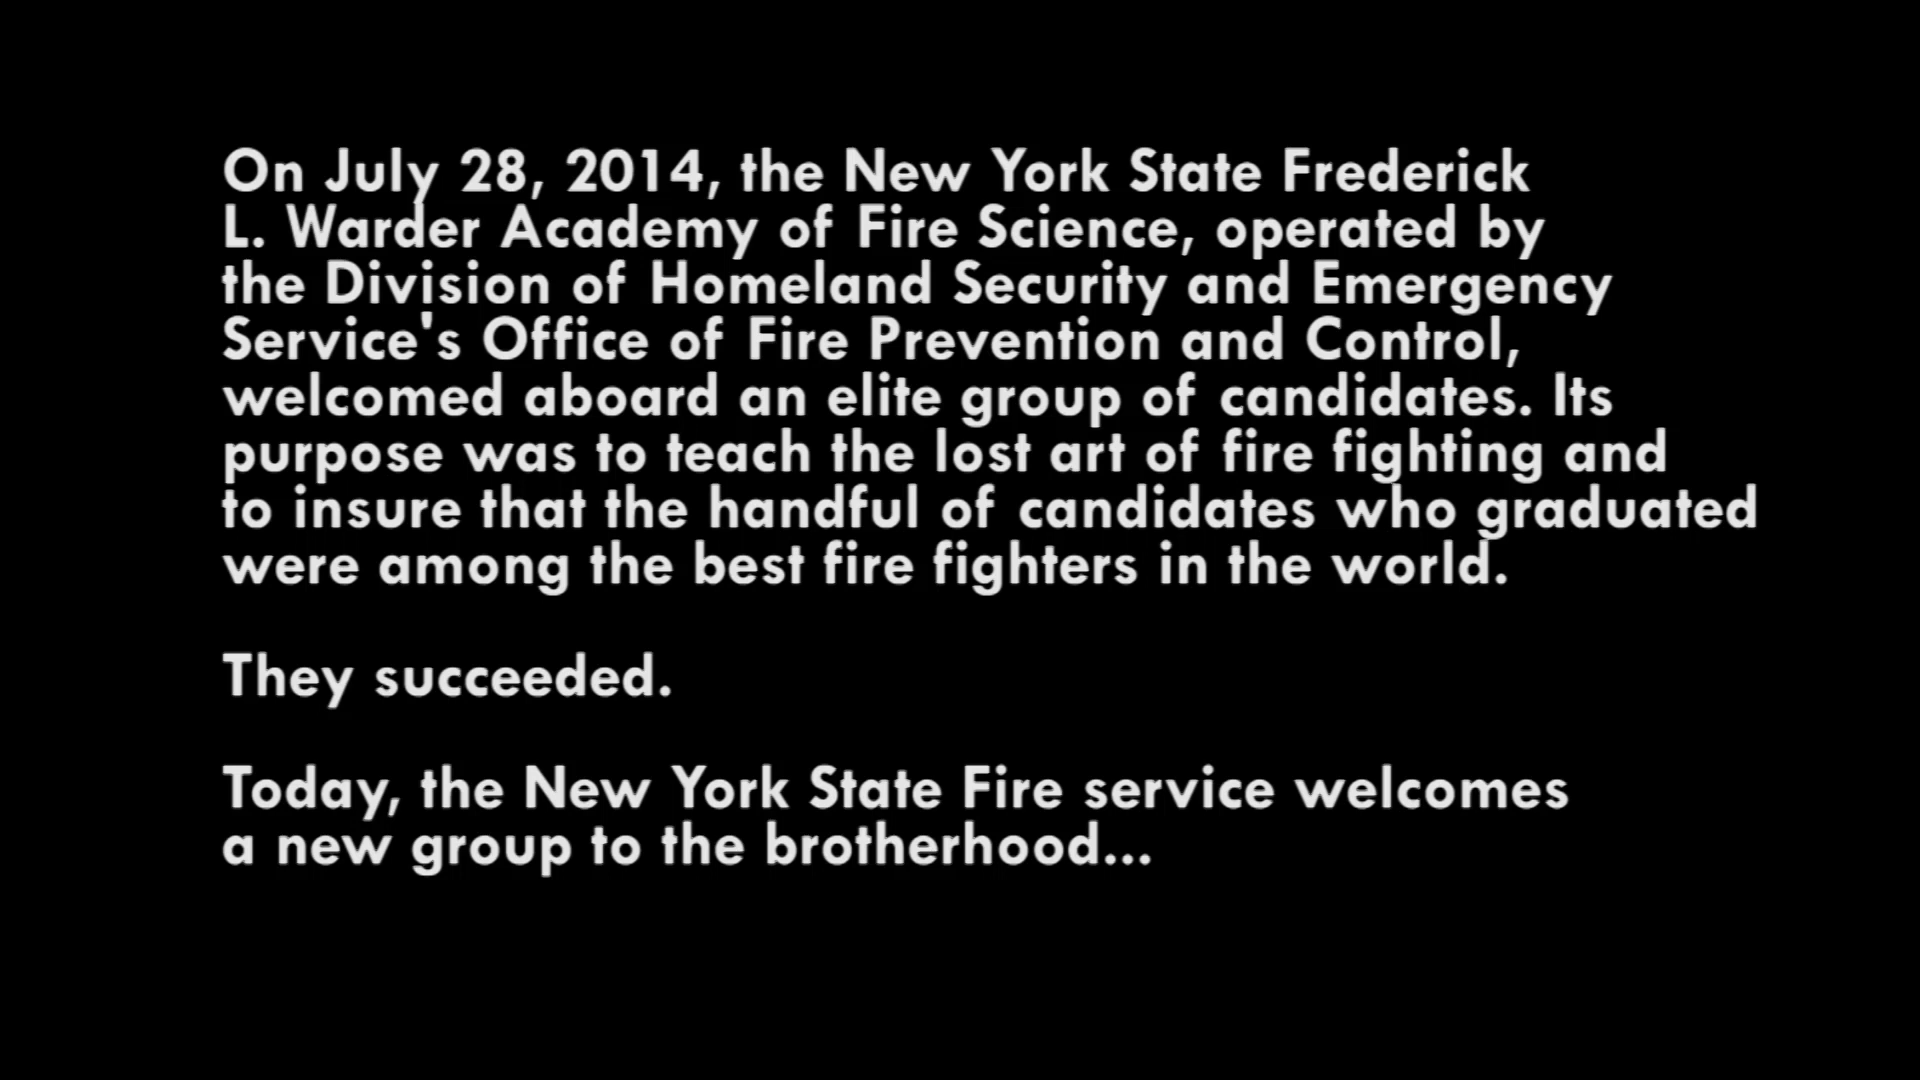 On July 28, 2014, the New York State Frederick
L. Warder Academy of Fire Science, operated by
the Division of Homeland Security and Emergency
Service's Office of Fire Prevention and Control,
welcomed aboard an elite group of candidates. Its
purpose was to teach the lost art of fire fighting and
to insure that the handful of candidates who graduated
were among the best fire fighters in the world.
They succeeded.
Today, the New York State Fire service welcomes
a new group to the brotherhood...